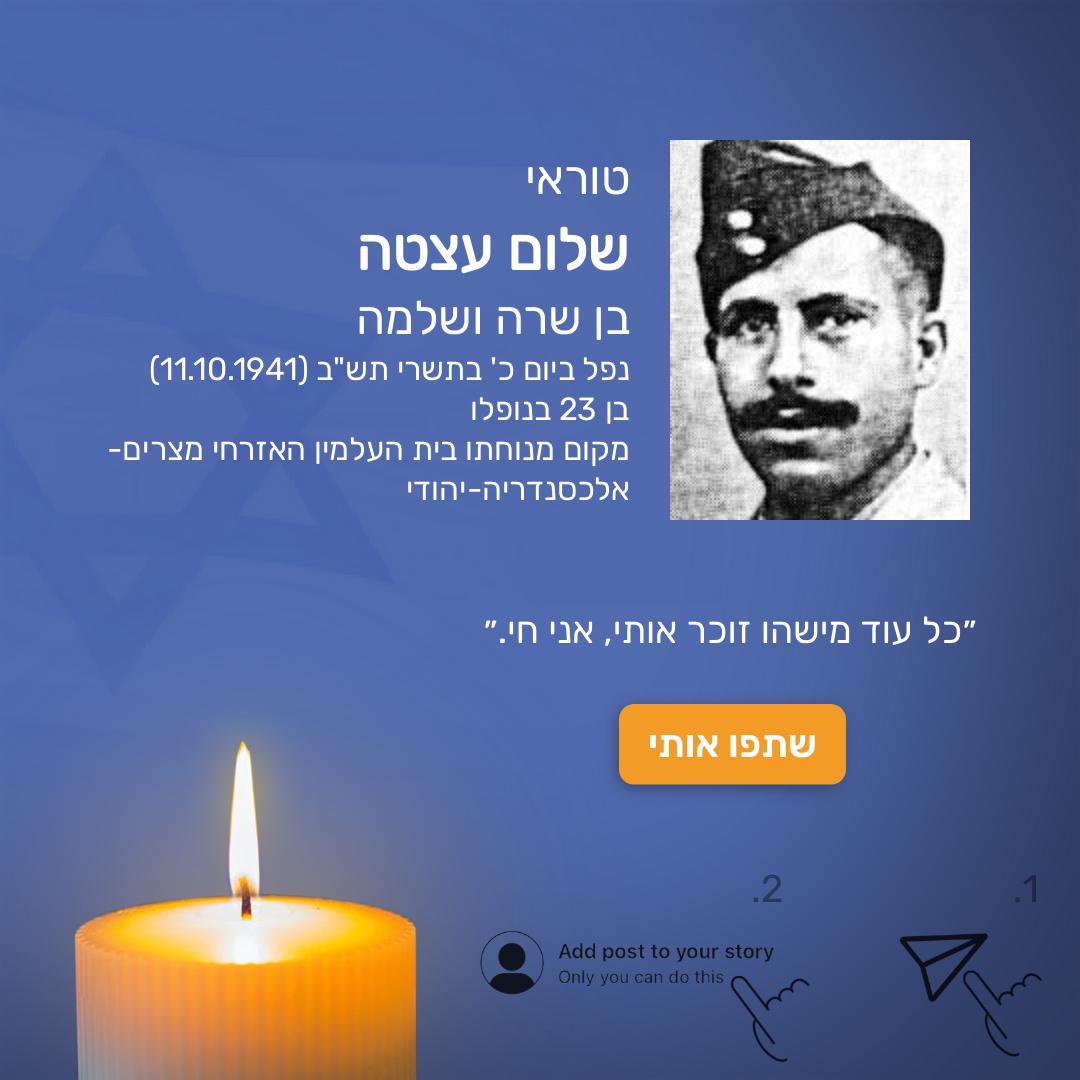 טוראי
שלום עצטה
בן שרה ושלמה
נפל ביום כ' בתשרי תש"ב (11.10.1941)
בן 23 בנופלו
מקום מנוחתו בית העלמין האזרחי מצרים-
אלכסנדריה-יהודי
״כל עוד מישהו זוכר אותי, אני חי.״
שתפו אותי
.1
.2
Add post to your story
Only you can do this